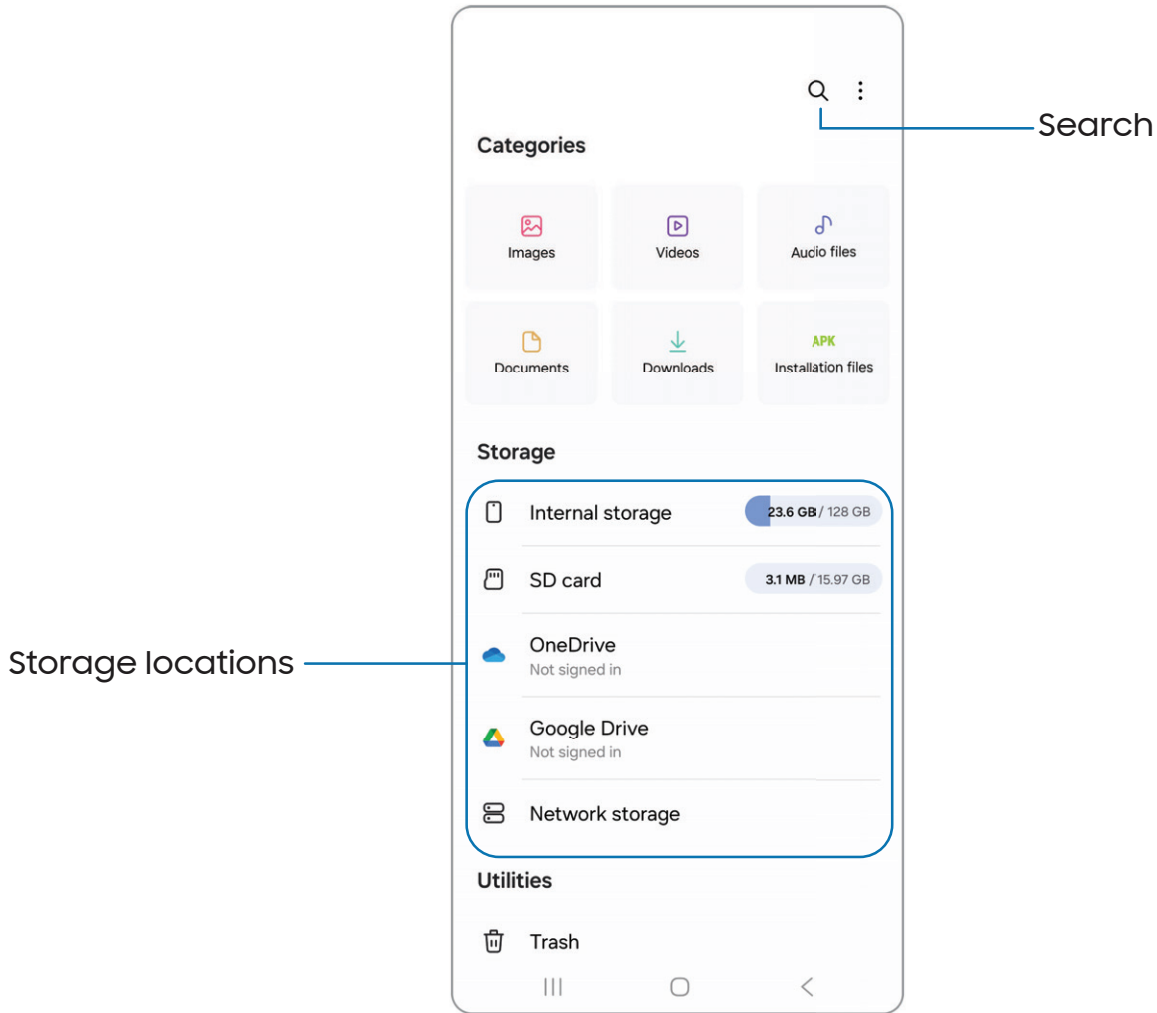 Search
Categories
Images
Videos
Audio files
Documents
Downloads
APK
Installation files
Storage
Internal storage
23.6 GB / 128 GB
SD card
3.1 MB / 15.97 GB
Storage locations
OneDrive
Not signed in
Google Drive
Not signed in
Network storage
Utilities
Trash